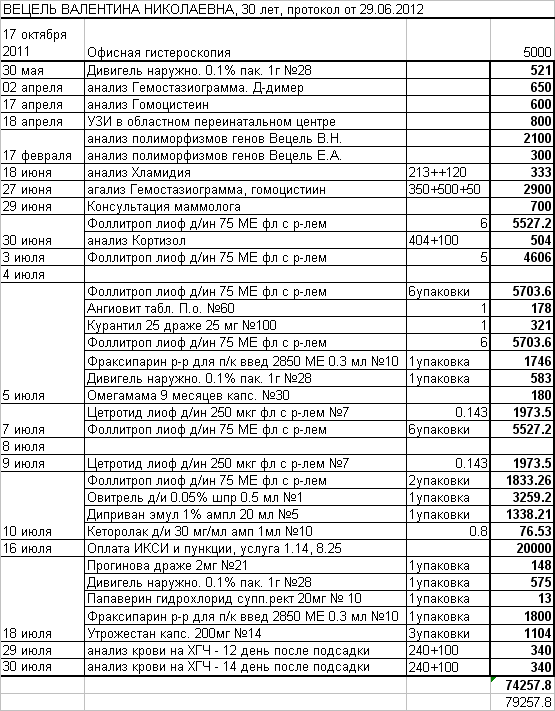 ВЕЦЕЛЬ ВАЛЕНТИНА НИКОЛАЕВНА, 30 лет, протокол от 29.06.2012
17 октября
2011 Офисная гистероскопия 5000
30 мая Дивигель наружно. 0.1% пак. 1г №28 521
02 апреля анализ Гемостазиограмма. Д-димер 650
17 апреля анализ Гомоцистеин 600
18 апреля УЗИ в областном перинатальном центре 800
анализ полиморфизмов генов Вецель В.Н. 2100
17 февраля анализ полиморфизмов генов Вецель Е.А. 300
18 июня анализ Хламидия 213++120 333
27 июня агализ Гемостазиограмма, гомоцистиин 350+500+50 2900
29 июня Консультация маммолога 700
Фоллитроп лиоф д/ин 75 МЕ фл с р-лем 6 5527.2
30 июня анализ Кортизол 404+100 504
3 июля Фоллитроп лиоф д/ин 75 МЕ фл с р-лем 5 4606
4 июля
Фоллитроп лиоф д/ин 75 МЕ фл с р-лем 6упаковки 5703.6
Ангиовит табл. П.о. №60 1 178
Курантил 25 драже 25 мг №100 1 321
Фоллитроп лиоф д/ин 75 МЕ фл с р-лем 6 5703.6
Фраксипарин р-р для п/к введ 2850 МЕ 0.3 мл №10 1упаковка 1746
Дивигель наружно. 0.1% пак. 1г №28 1упаковка 583
5 июля Омегамама 9 месяцев капс. №30 180
Цетротид лиоф д/ин 250 мкг фл с р-лем №7 0.143 1973.5
7 июля Фоллитроп лиоф д/ин 75 МЕ фл с р-лем 6упаковки 5527.2
8 июля
9 июля Цетротид лиоф д/ин 250 мкг фл с р-лем №7 0.143 1973.5
Фоллитроп лиоф д/ин 75 МЕ фл с р-лем 2упаковки 1833.26
Овитрель д/и 0.05% шпр 0.5 мл №1 1упаковка 3259.2
Диприван эмул 1% ампл 20 мл №5 1упаковки 1338.21
10 июля Кеторолак д/и 30 мг/мл амп 1мл №10 0.8 76.53
16 июля Оплата ИКСИ и пункции, услуга 1.14, 8.25 20000
Прогинова драже 2мг №21 1упаковка 148
Дивигель наружно. 0.1% пак. 1г №28 1упаковка 575
Папаверин гидрохлорид супп.рект 20мг № 10 1упаковка 13
Фраксипарин р-р для п/к введ 2850 МЕ 0.3 мл №10 1упаковка 1800
18 июля Утрожестан капс. 200мг №14 3упаковки 1104
29 июля анализ крови на ХГЧ - 12 день после подсадки 240+100 340
30 июля анализ крови на ХГЧ - 14 день после подсадки 240+100 340
74257.8
79257.8